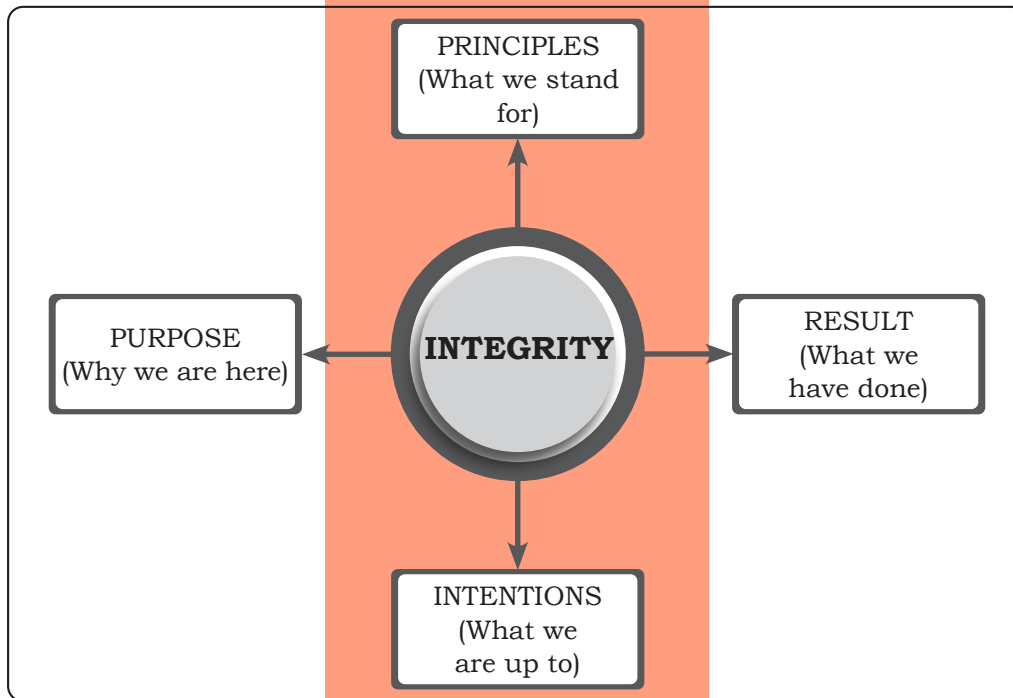 PRINCIPLES
(What we stand
for)
PURPOSE
(Why we are here)
INTEGRITY
RESULT
(What we
have done)
INTENTIONS
(What we
are up to)